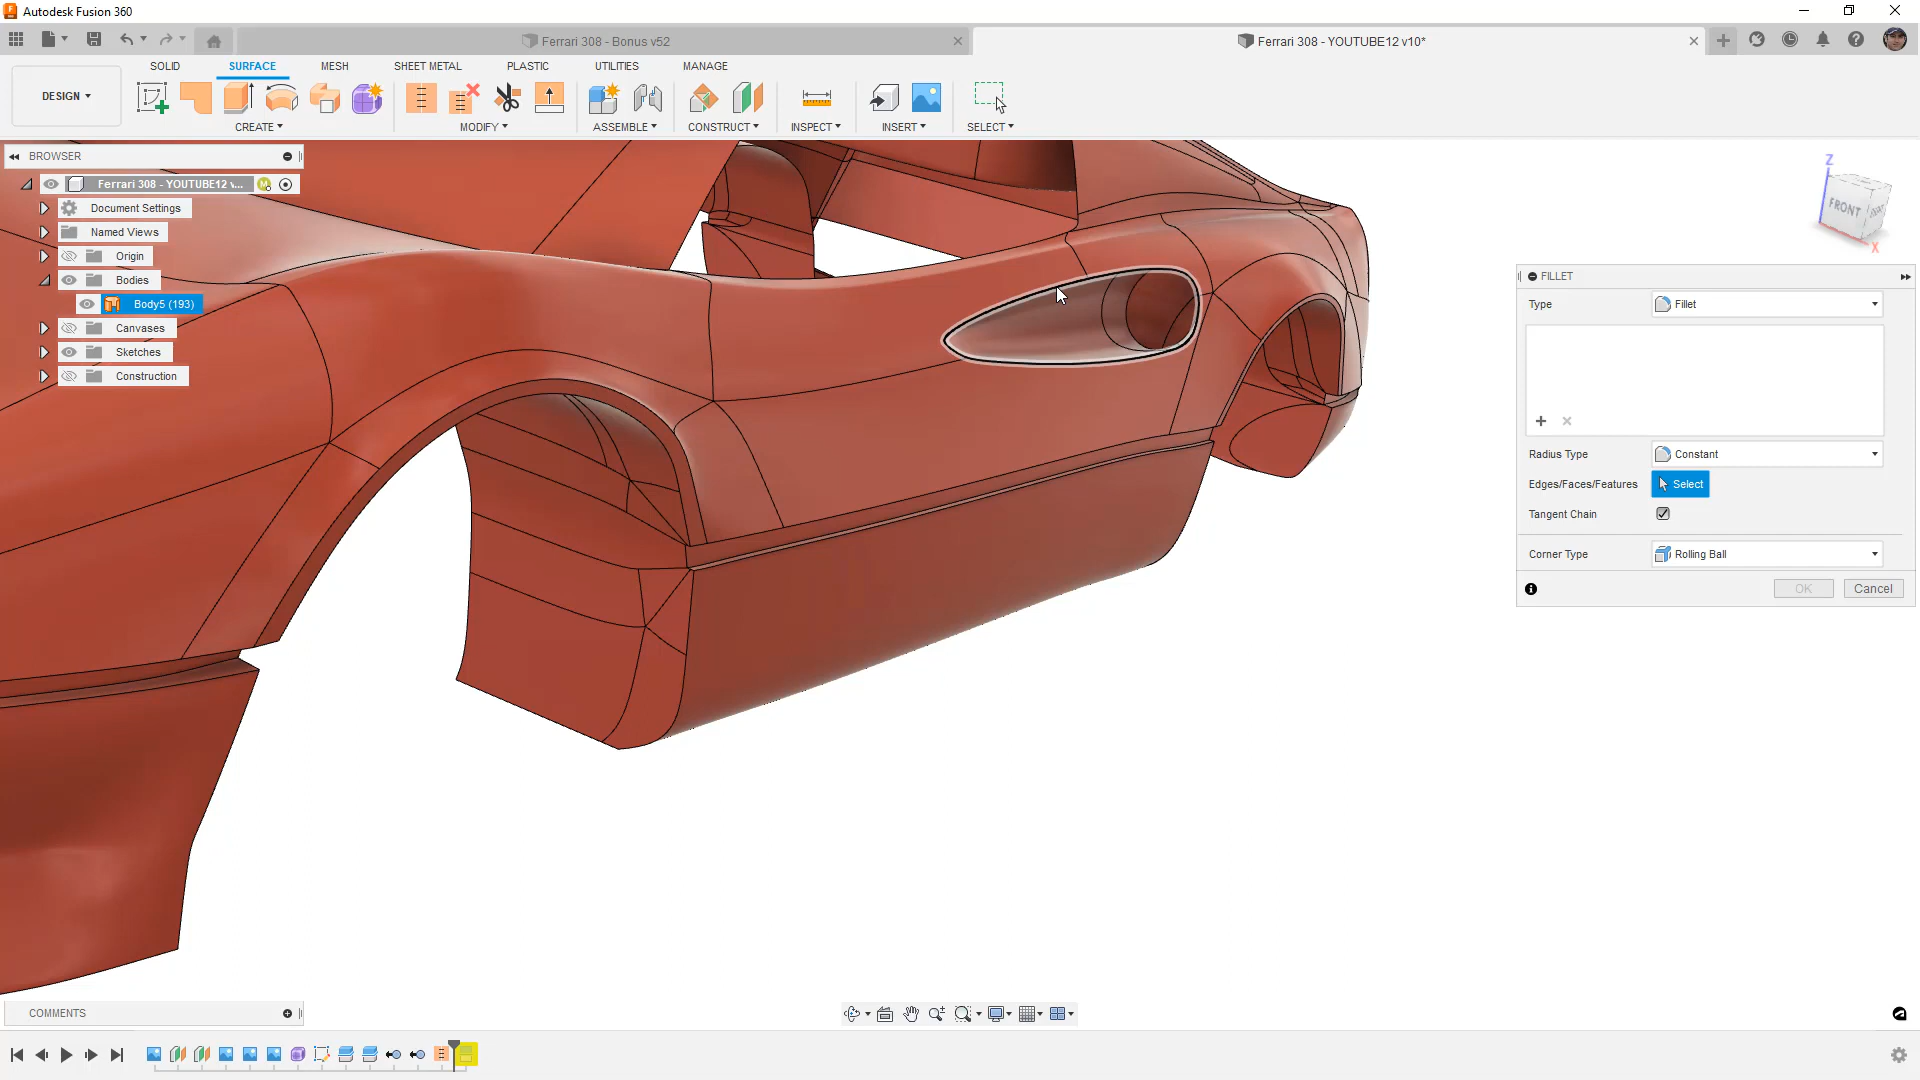 Autodesk Fusion 360
Ferrari 308 - Bonus v52
Ferrari 308 - YOUTUBE12 v10*
DESIGN
SOLID
SURFACE
MESH
SHEET METAL
PLASTIC
UTILITIES
MANAGE
CREATE
MODIFY
ASSEMBLE
CONSTRUCT
INSPECT
INSERT
SELECT
BROWSER
Ferrari 308 - YOUTUBE12 v...
Document Settings
Named Views
Origin
Bodies
Body5 (193)
Canvases
Sketches
Construction
Z
FRONT
X
FILLET
Type
Fillet
Radius Type
Constant
Edges/Faces/Features
Select
Tangent Chain
Corner Type
Rolling Ball
OK
Cancel
COMMENTS